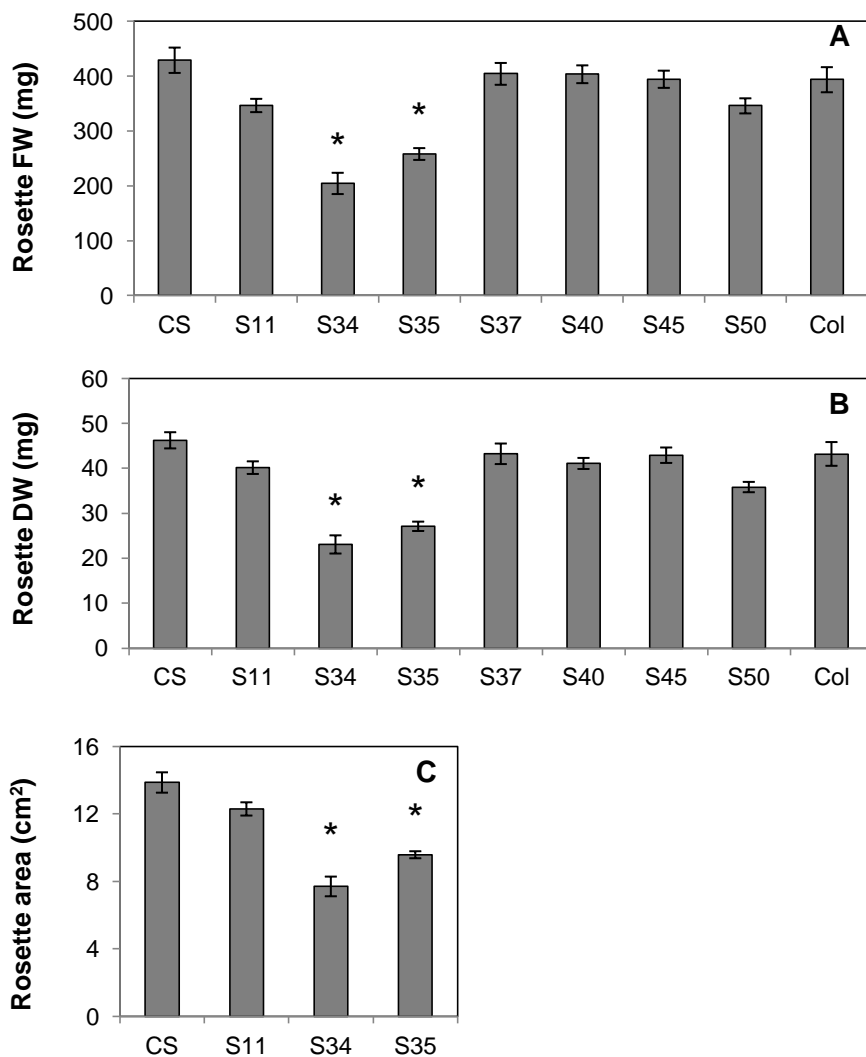 A
Rosette FW (mg)
500
400
300
200
100
0
* *
CS S11 S34 S35 S37 S40 S45 S50 Col
B
Rosette DW (mg)
60
50
40
30
20
10
0
* *
CS S11 S34 S35 S37 S40 S45 S50 Col
C
Rosette area (cm²)
16
12
8
4
0
* *
CS S11 S34 S35